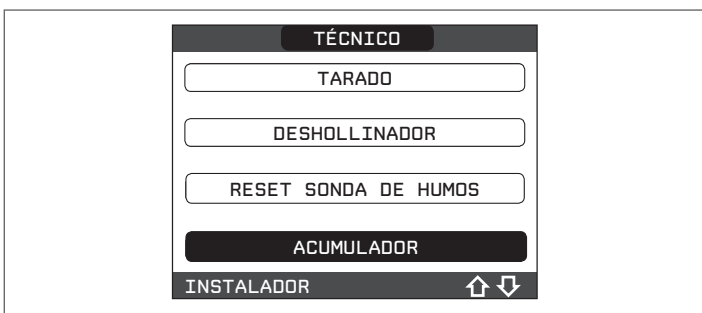 TÉCNICO
TARADO
DESHOLLINADOR
RESET SONDA DE HUMOS
ACUMULADOR
INSTALADOR